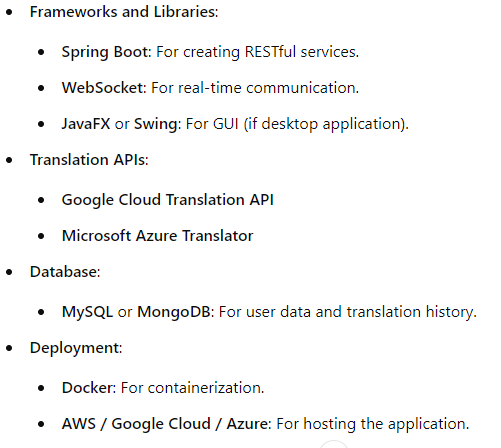 Frameworks and Libraries:
Spring Boot: For creating RESTful services.
WebSocket: For real-time communication.
JavaFX or Swing: For GUI (if desktop application).
Translation APIs:
Google Cloud Translation API
Microsoft Azure Translator
Database:
MySQL or MongoDB: For user data and translation history.
Deployment:
Docker: For containerization.
AWS / Google Cloud / Azure: For hosting the application.